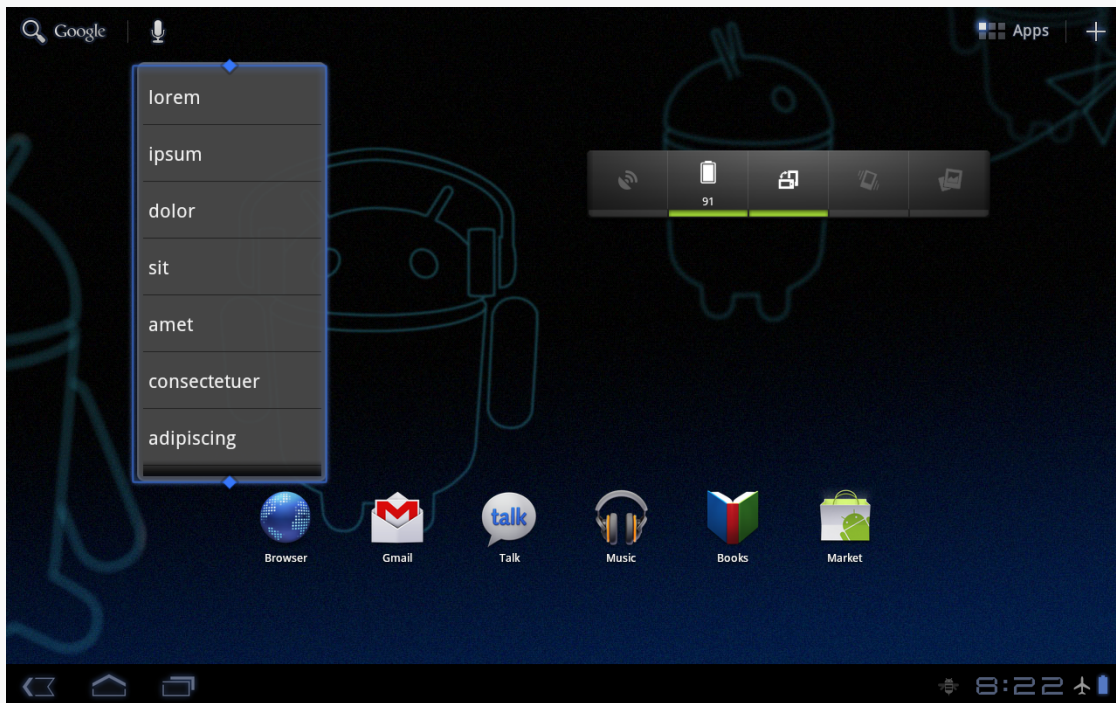 Google
Apps
lorem
ipsum
dolor
sit
amet
consectetuer
adipiscing
91
talk
Browser
Gmail
Talk
Music
Books
Market
8:22